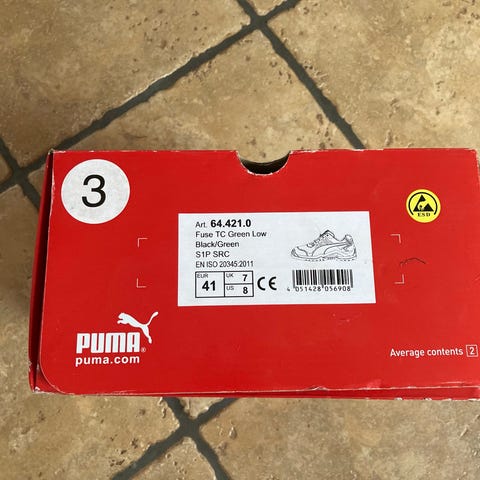 3
Art. 64.421.0
Fuse TC Green Low
Black/Green
S1P SRC
EN ISO 20345:2011
EUR 41 UK 7 US 8 CE
4 051428 056908
ESD
PUMA®
puma.com
Average contents 2